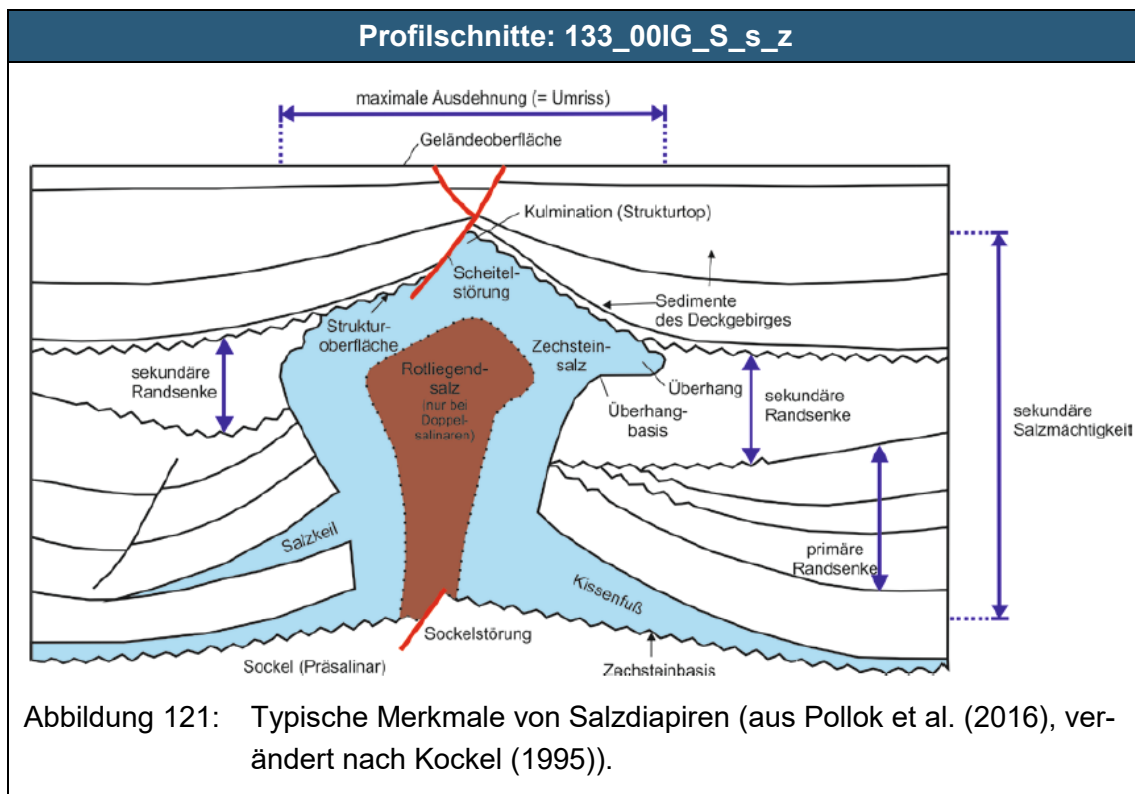 Profilschnitte: 133_00IG_S_s_z
maximale Ausdehnung (= Umriss)
Geländeoberfläche
Kulmination (Strukturtop)
Scheitel-
störung
Sedimente
des Deckgebirges
Struktur-
oberfläche
Zechstein-
salz
sekundäre
Randsenke
Rotliegend-
salz
(nur bei
Doppel-
salinaren)
Überhang
Überhang-
basis
sekundäre
Randsenke
sekundäre
Salzmächtigkeit
Salzkeil
primäre
Randsenke
Kissenfuß
Sockelstörung
Sockel (Präsalinar)
Zechsteinbasis
Abbildung 121: Typische Merkmale von Salzdiapiren (aus Pollok et al. (2016), ver-
ändert nach Kockel (1995)).